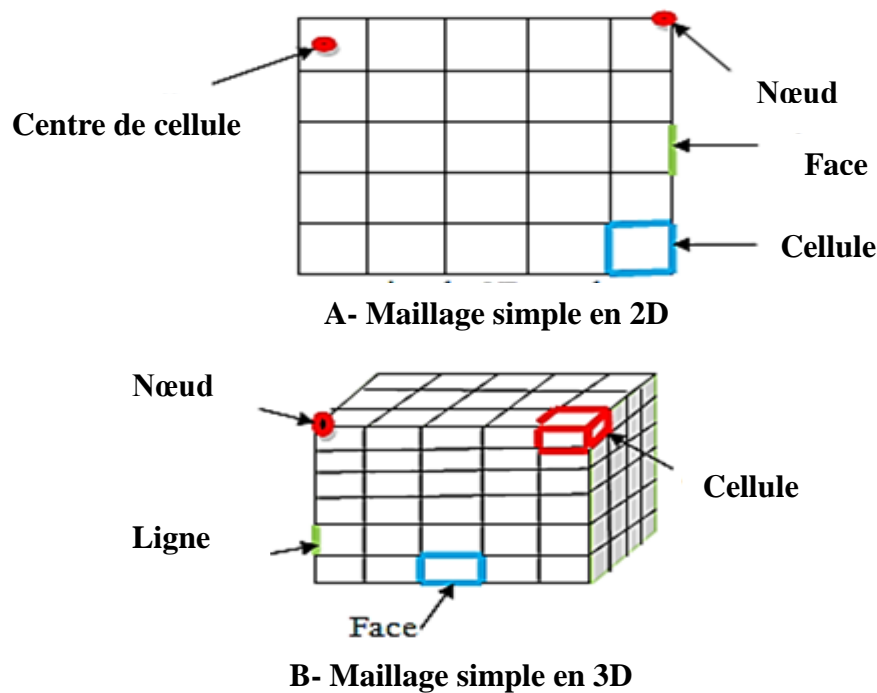 Centre de cellule
Nœud
Face
Cellule
A- Maillage simple en 2D
Nœud
Cellule
Ligne
Face
B- Maillage simple en 3D